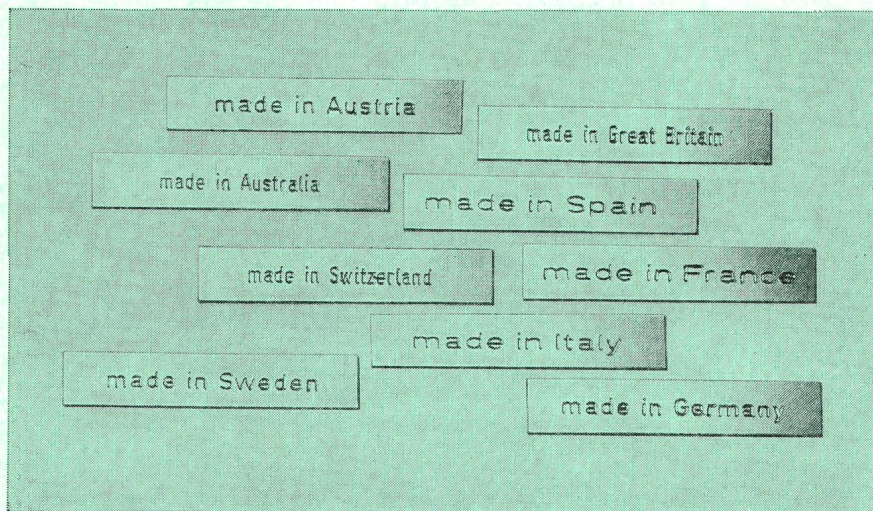 made in Austria
made in Great Britain
made in Australia
made in Spain
made in Switzerland
made in France
made in Italy
made in Sweden
made in Germany